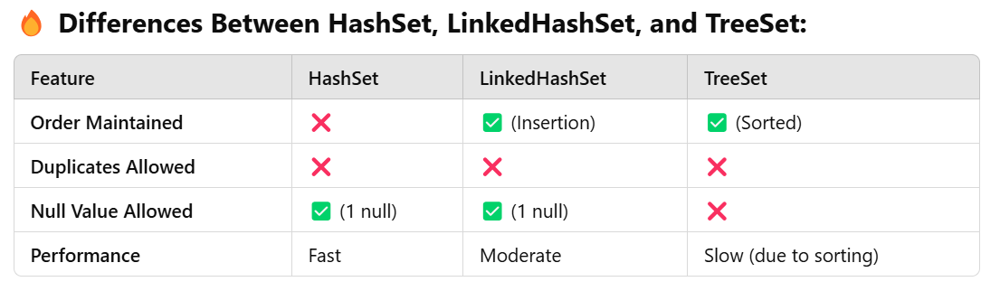 🔥 Differences Between HashSet, LinkedHashSet, and TreeSet:
Feature HashSet LinkedHashSet TreeSet
Order Maintained ❌ ✅ (Insertion) ✅ (Sorted)
Duplicates Allowed ❌ ❌ ❌
Null Value Allowed ✅ (1 null) ✅ (1 null) ❌
Performance Fast Moderate Slow (due to sorting)